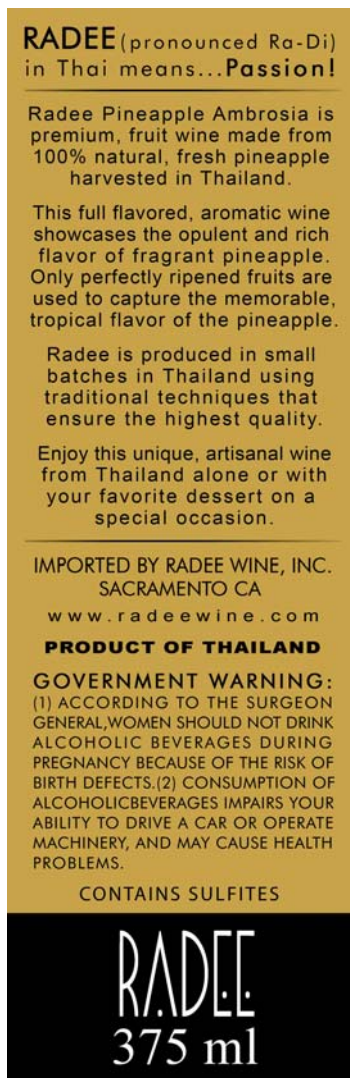 RADEE (pronounced Ra-Di)
in Thai means...Passion!
Radee Pineapple Ambrosia is
premium, fruit wine made from
100% natural, fresh pineapple
harvested in Thailand.
This full flavored, aromatic wine
showcases the opulent and rich
flavor of fragrant pineapple.
Only perfectly ripened fruits are
used to capture the memorable,
tropical flavor of the pineapple.
Radee is produced in small
batches in Thailand using
traditional techniques that
ensure the highest quality.
Enjoy this unique, artisanal wine
from Thailand alone or with
your favorite dessert on a
special occasion.
IMPORTED BY RADEE WINE, INC.
SACRAMENTO CA
www.radeewine.com
PRODUCT OF THAILAND
GOVERNMENT WARNING:
(1) ACCORDING TO THE SURGEON
GENERAL,WOMEN SHOULD NOT DRINK
ALCOHOLIC BEVERAGES DURING
PREGNANCY BECAUSE OF THE RISK OF
BIRTH DEFECTS.(2) CONSUMPTION OF
ALCOHOLICBEVERAGES IMPAIRS YOUR
ABILITY TO DRIVE A CAR OR OPERATE
MACHINERY, AND MAY CAUSE HEALTH
PROBLEMS.
CONTAINS SULFITES
RADEE
375 ml